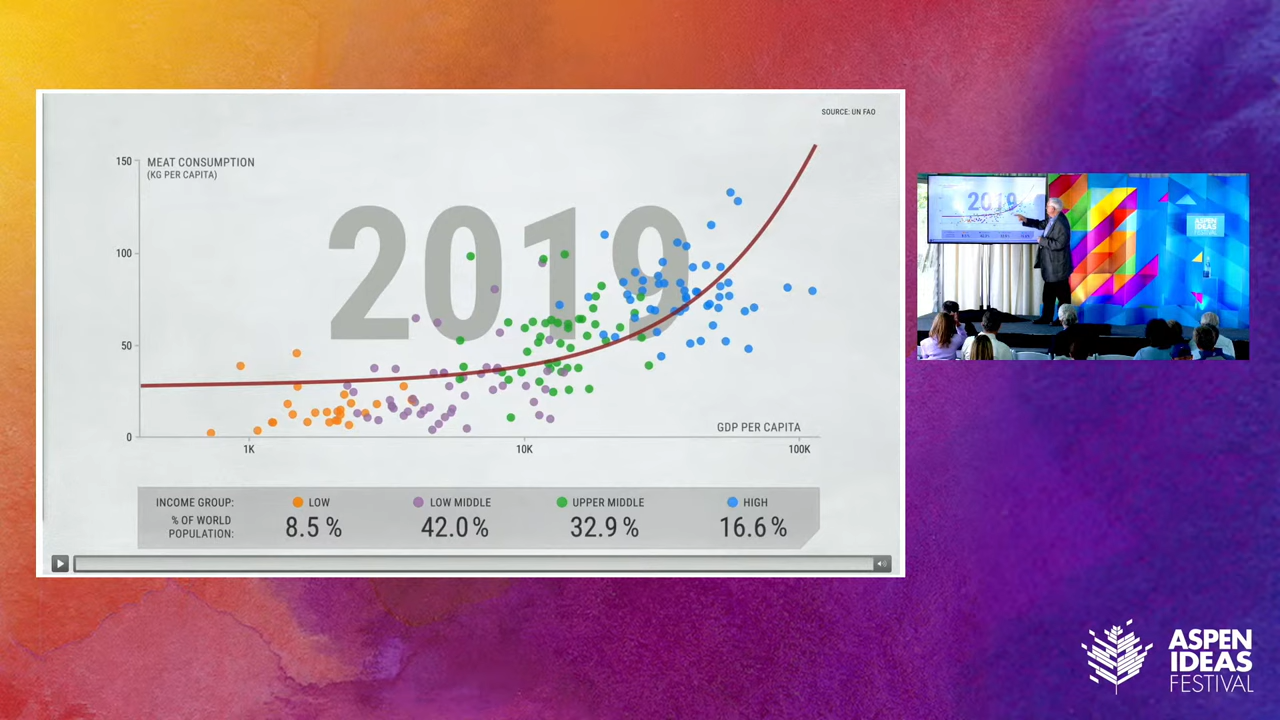 SOURCE: UN FAO
150
MEAT CONSUMPTION
(KG PER CAPITA)
2019
100
50
0
GDP PER CAPITA
1K
10K
100K
INCOME GROUP:
LOW
LOW MIDDLE
UPPER MIDDLE
HIGH
% OF WORLD
POPULATION:
8.5 %
42.0 %
32.9 %
16.6 %
2019
ASPEN
IDEAS
FESTIVAL
ASPEN
IDEAS
FESTIVAL